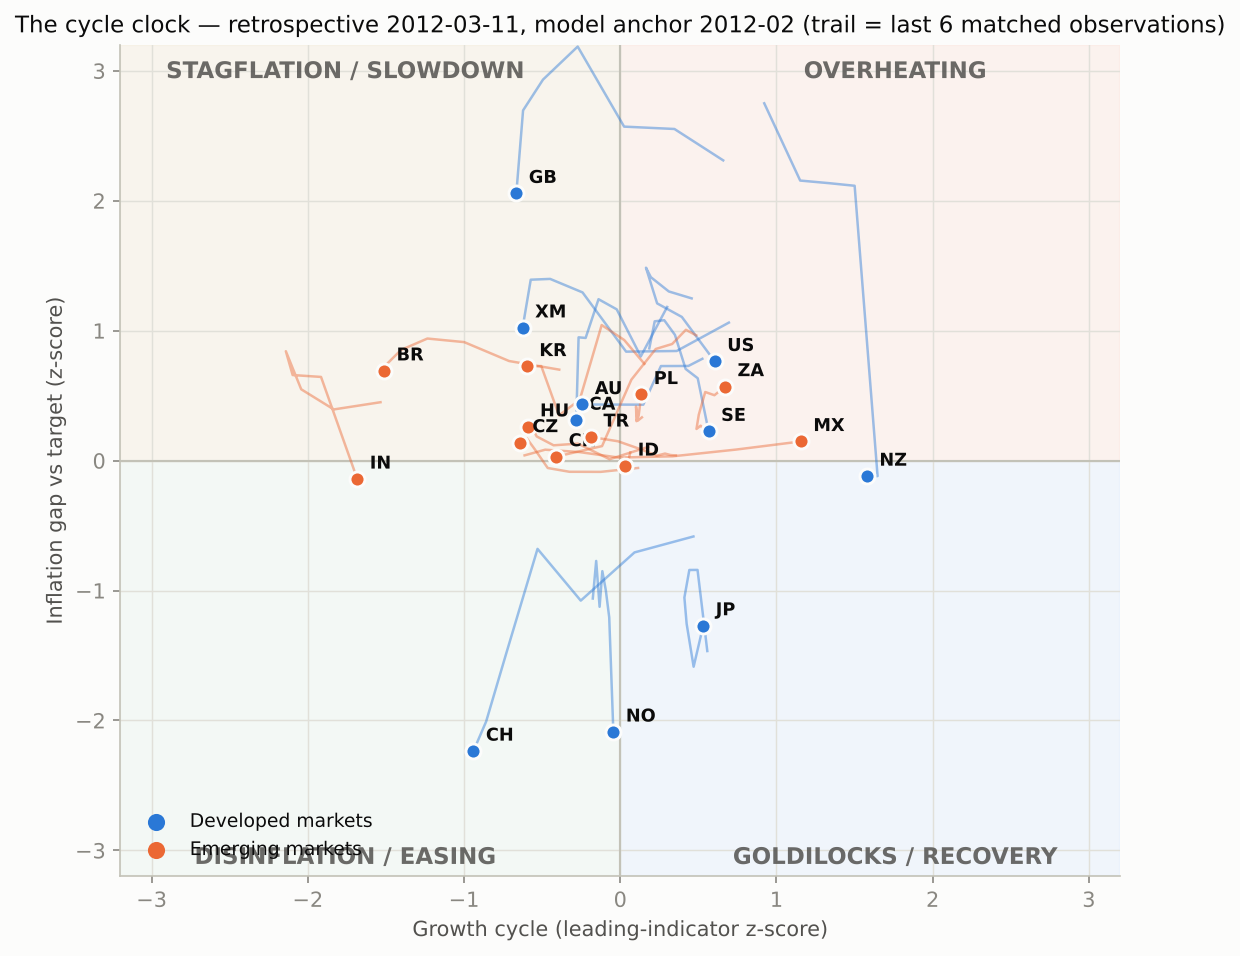 The cycle clock — retrospective 2012-03-11, model anchor 2012-02 (trail = last 6 matched observations)
STAGFLATION / SLOWDOWN
OVERHEATING
GB
XM
BR
KR
US
ZA
PL
AU
CA
HU
TR
SE
CZ
MX
ID
IN
NZ
JP
NO
CH
Developed markets
Emerging markets
DISINFLATION / EASING
GOLDILOCKS / RECOVERY
3
2
1
0
−1
−2
−3
−3
−2
−1
0
1
2
3
Growth cycle (leading-indicator z-score)
Inflation gap vs target (z-score)